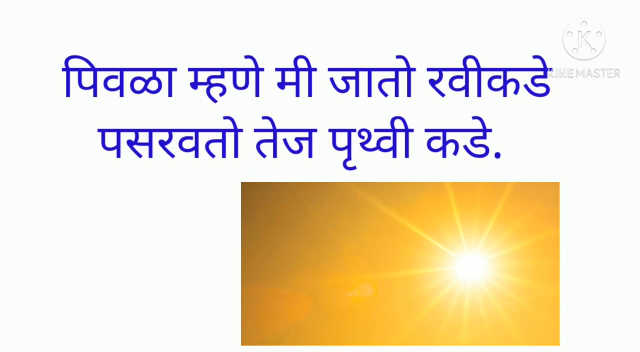 पिवळा म्हणे मी जातो रवीकडे
पसरवतो तेज पृथ्वी कडे.
KINEMASTER